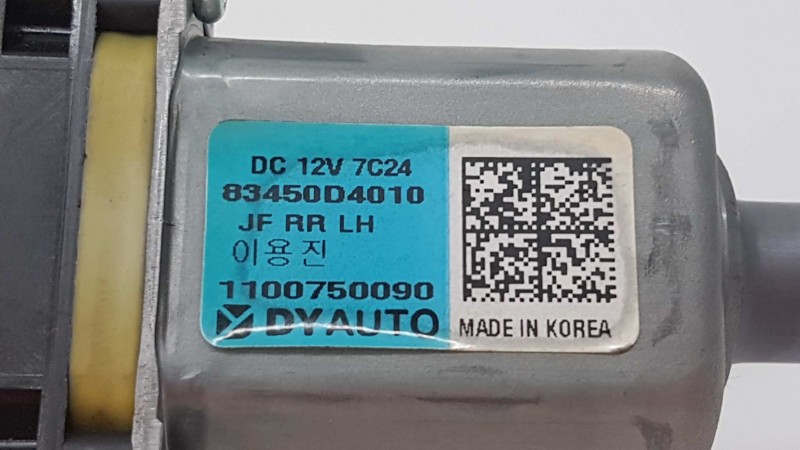 DC 12V 7C24
83450D4010
JF RR LH
이용진
1100750090
DYAUTO
MADE IN KOREA